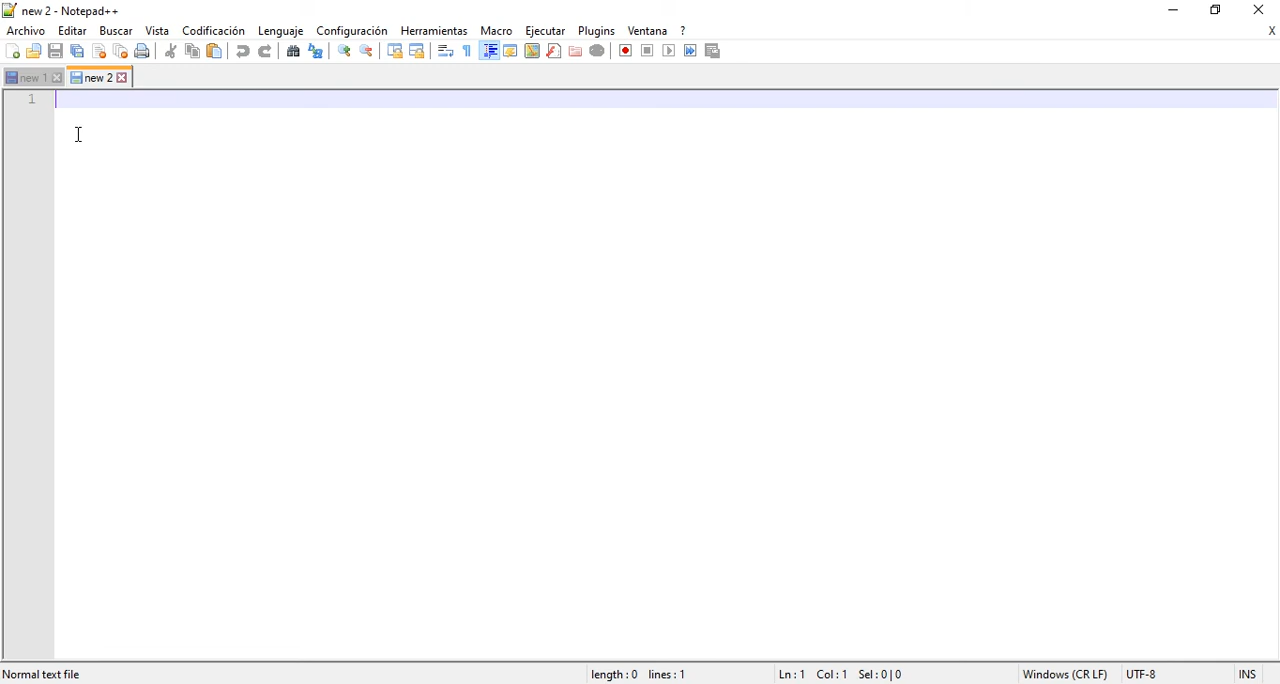 new 2 - Notepad++
Archivo Editar Buscar Vista Codificación Lenguaje Configuración Herramientas Macro Ejecutar Plugins Ventana ? X
new 1 new 2
1
Normal text file length : 0 lines : 1 Ln : 1 Col : 1 Sel : 0 | 0 Windows (CR LF) UTF-8 INS